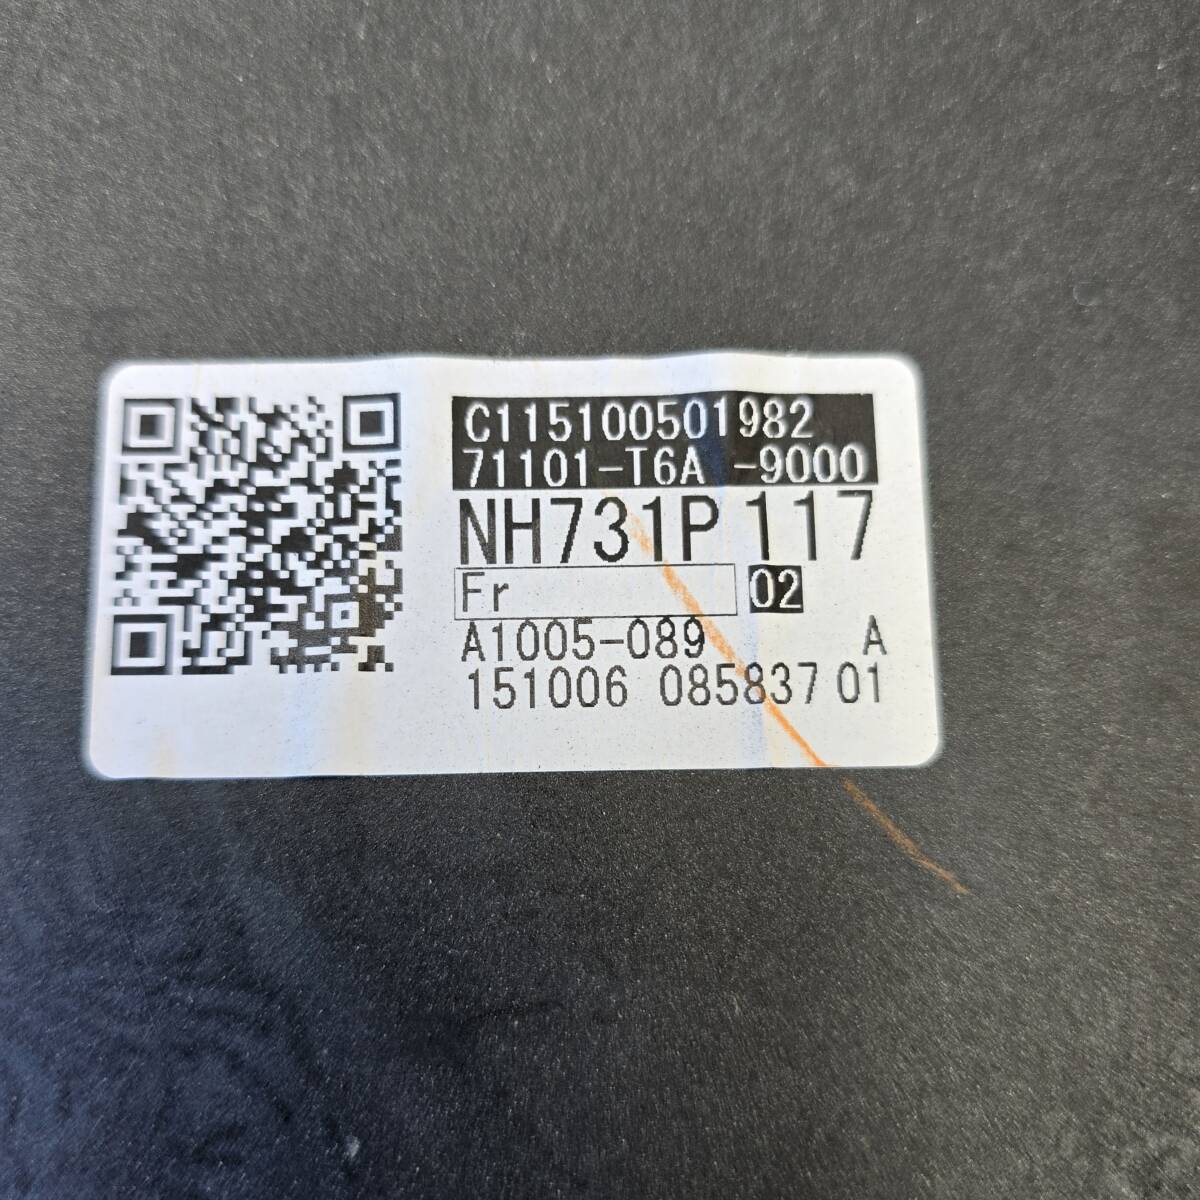 C115100501982
71101-T6A -9000
NH731P 117
Fr 02
A1005-089 A
151006 085837 01